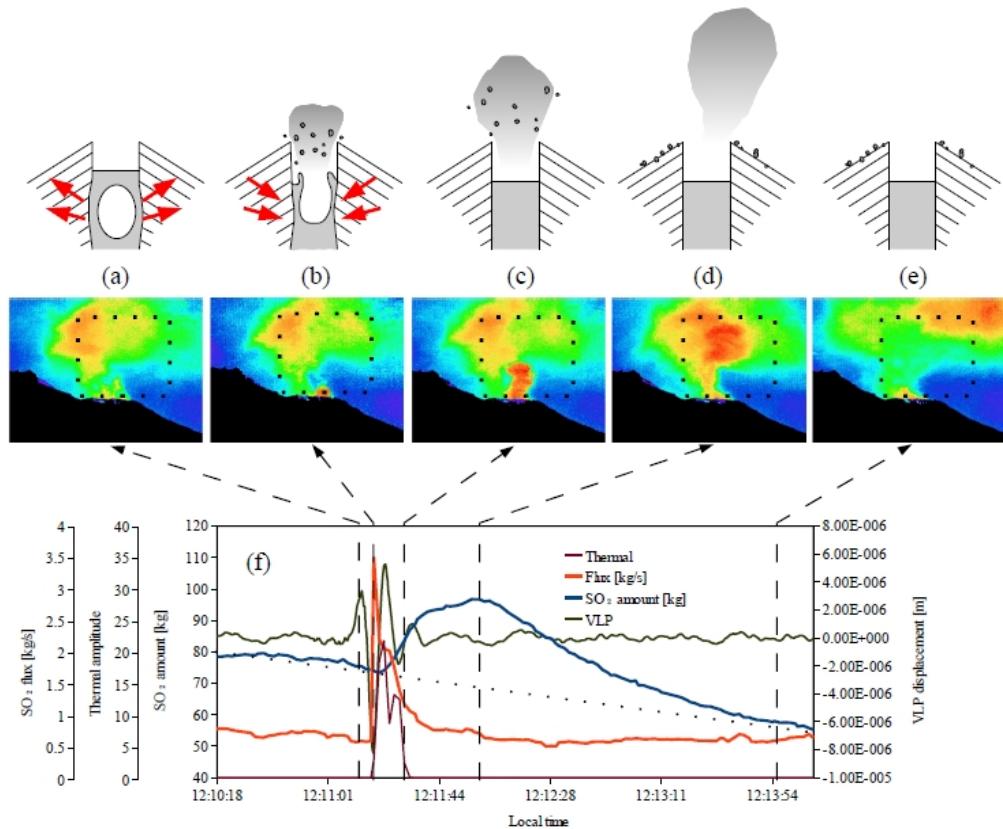 (a) (b) (c) (d) (e)
(f)
Thermal
Flux [kg/s]
SO₂ amount [kg]
VLP
4
3.5
3
2.5
2
1.5
1
0.5
0
SO₂ flux [kg/s]
40
35
30
25
20
15
10
5
0
Thermal amplitude
120
110
100
90
80
70
60
50
40
SO₂ amount [kg]
8.00E-006
6.00E-006
4.00E-006
2.00E-006
0.00E+000
-2.00E-006
-4.00E-006
-6.00E-006
-8.00E-006
-1.00E-005
VLP displacement [m]
12:10:18 12:11:01 12:11:44 12:12:28 12:13:11 12:13:54
Local time